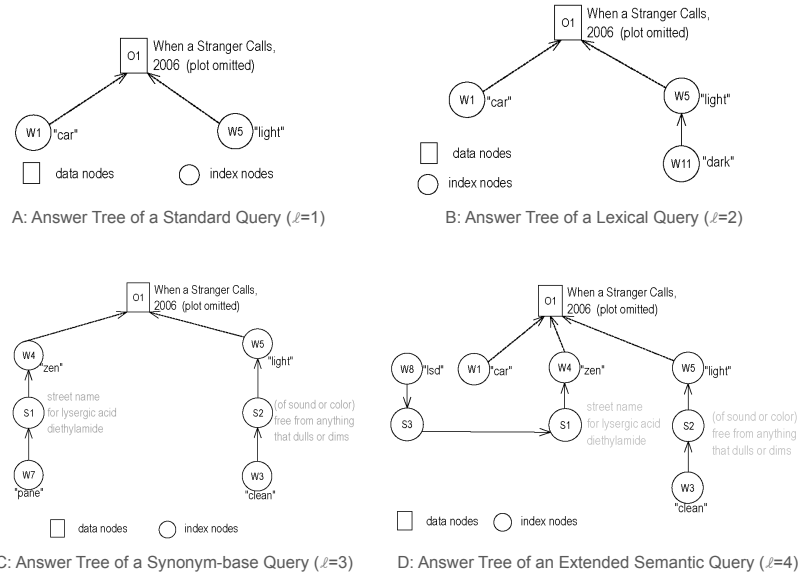 O1
When a Stranger Calls,
2006 (plot omitted)
W1 "car"
W5 "light"
data nodes
index nodes
A: Answer Tree of a Standard Query (ℓ=1)
O1
When a Stranger Calls,
2006 (plot omitted)
W1 "car"
W5 "light"
W11 "dark"
data nodes
index nodes
B: Answer Tree of a Lexical Query (ℓ=2)
O1
When a Stranger Calls,
2006 (plot omitted)
W4
"zen"
W5
"light"
S1
street name
for lysergic acid
diethylamide
S2
(of sound or color)
free from anything
that dulls or dims
W7
"pane"
W3
"clean"
data nodes
index nodes
C: Answer Tree of a Synonym-base Query (ℓ=3)
O1
When a Stranger Calls,
2006 (plot omitted)
W8 "lsd"
W1 "car"
W4 "zen"
W5 "light"
S3
S1
street name
for lysergic acid
diethylamide
S2
(of sound or color)
free from anything
that dulls or dims
W3
"clean"
data nodes
index nodes
D: Answer Tree of an Extended Semantic Query (ℓ=4)